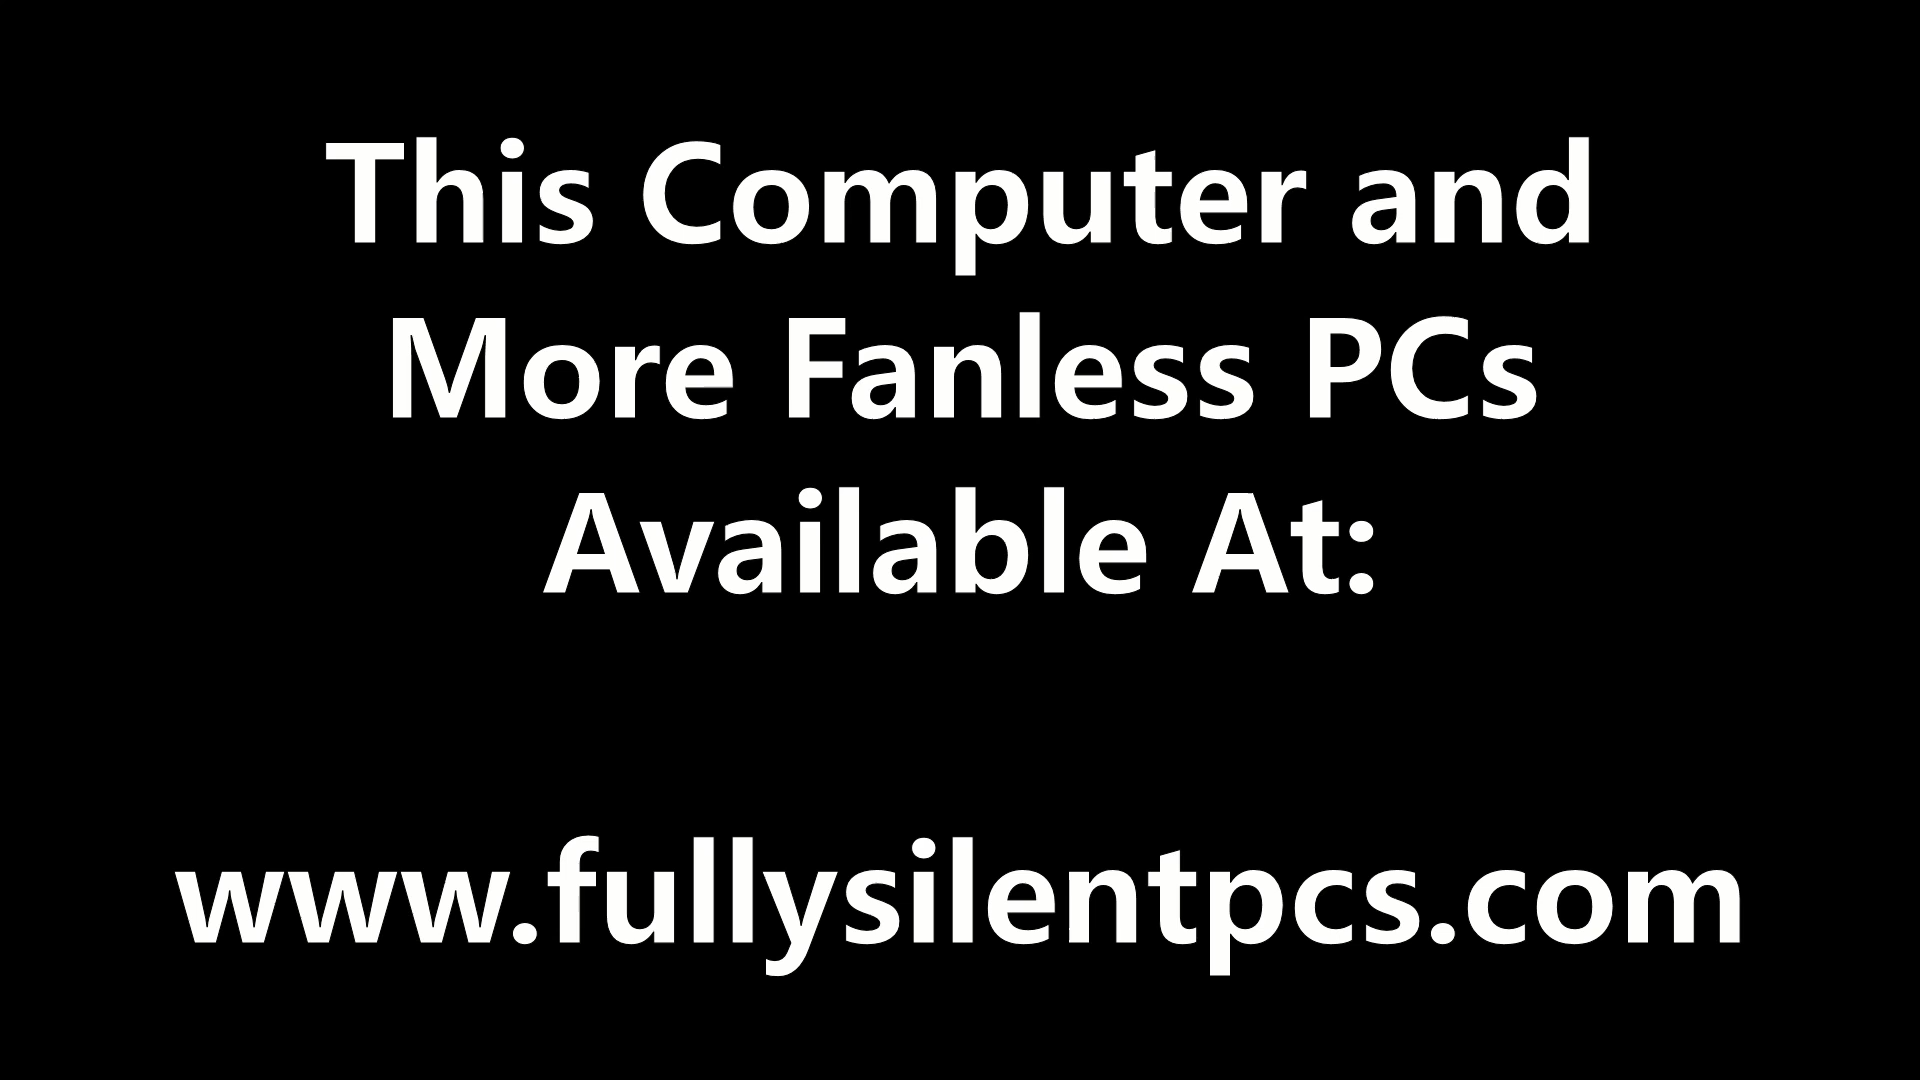 This Computer and
More Fanless PCs
Available At:
www.fullysilentpcs.com